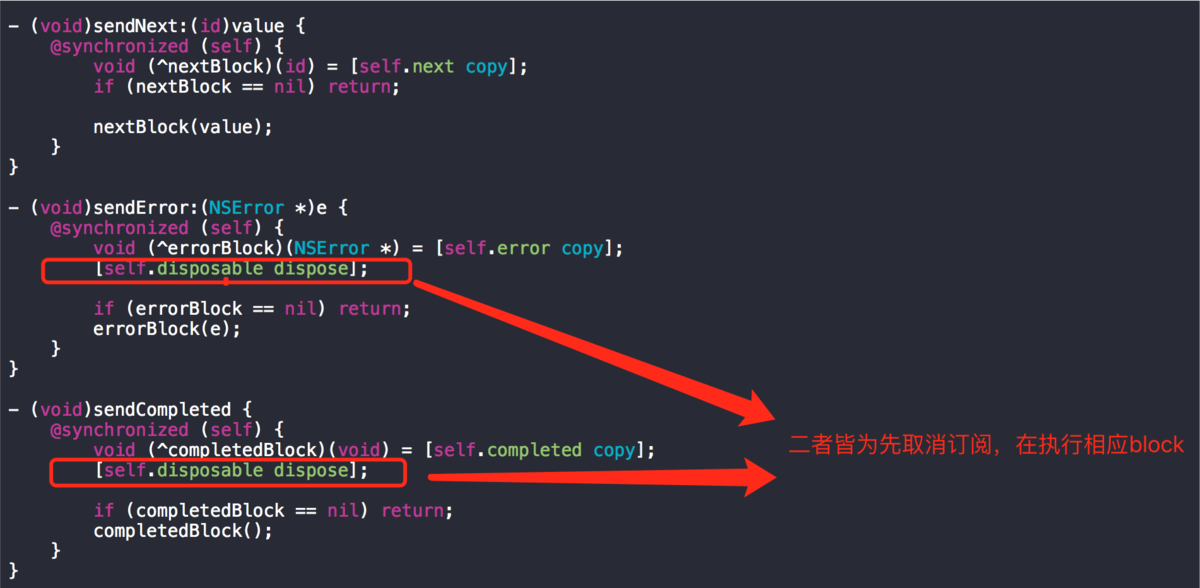 - (void)sendNext:(id)value {
    @synchronized (self) {
        void (^nextBlock)(id) = [self.next copy];
        if (nextBlock == nil) return;

        nextBlock(value);
    }
}

- (void)sendError:(NSError *)e {
    @synchronized (self) {
        void (^errorBlock)(NSError *) = [self.error copy];
        [self.disposable dispose];

        if (errorBlock == nil) return;
        errorBlock(e);
    }
}

- (void)sendCompleted {
    @synchronized (self) {
        void (^completedBlock)(void) = [self.completed copy];
        [self.disposable dispose];

        if (completedBlock == nil) return;
        completedBlock();
    }
}
二者皆为先取消订阅，在执行相应block